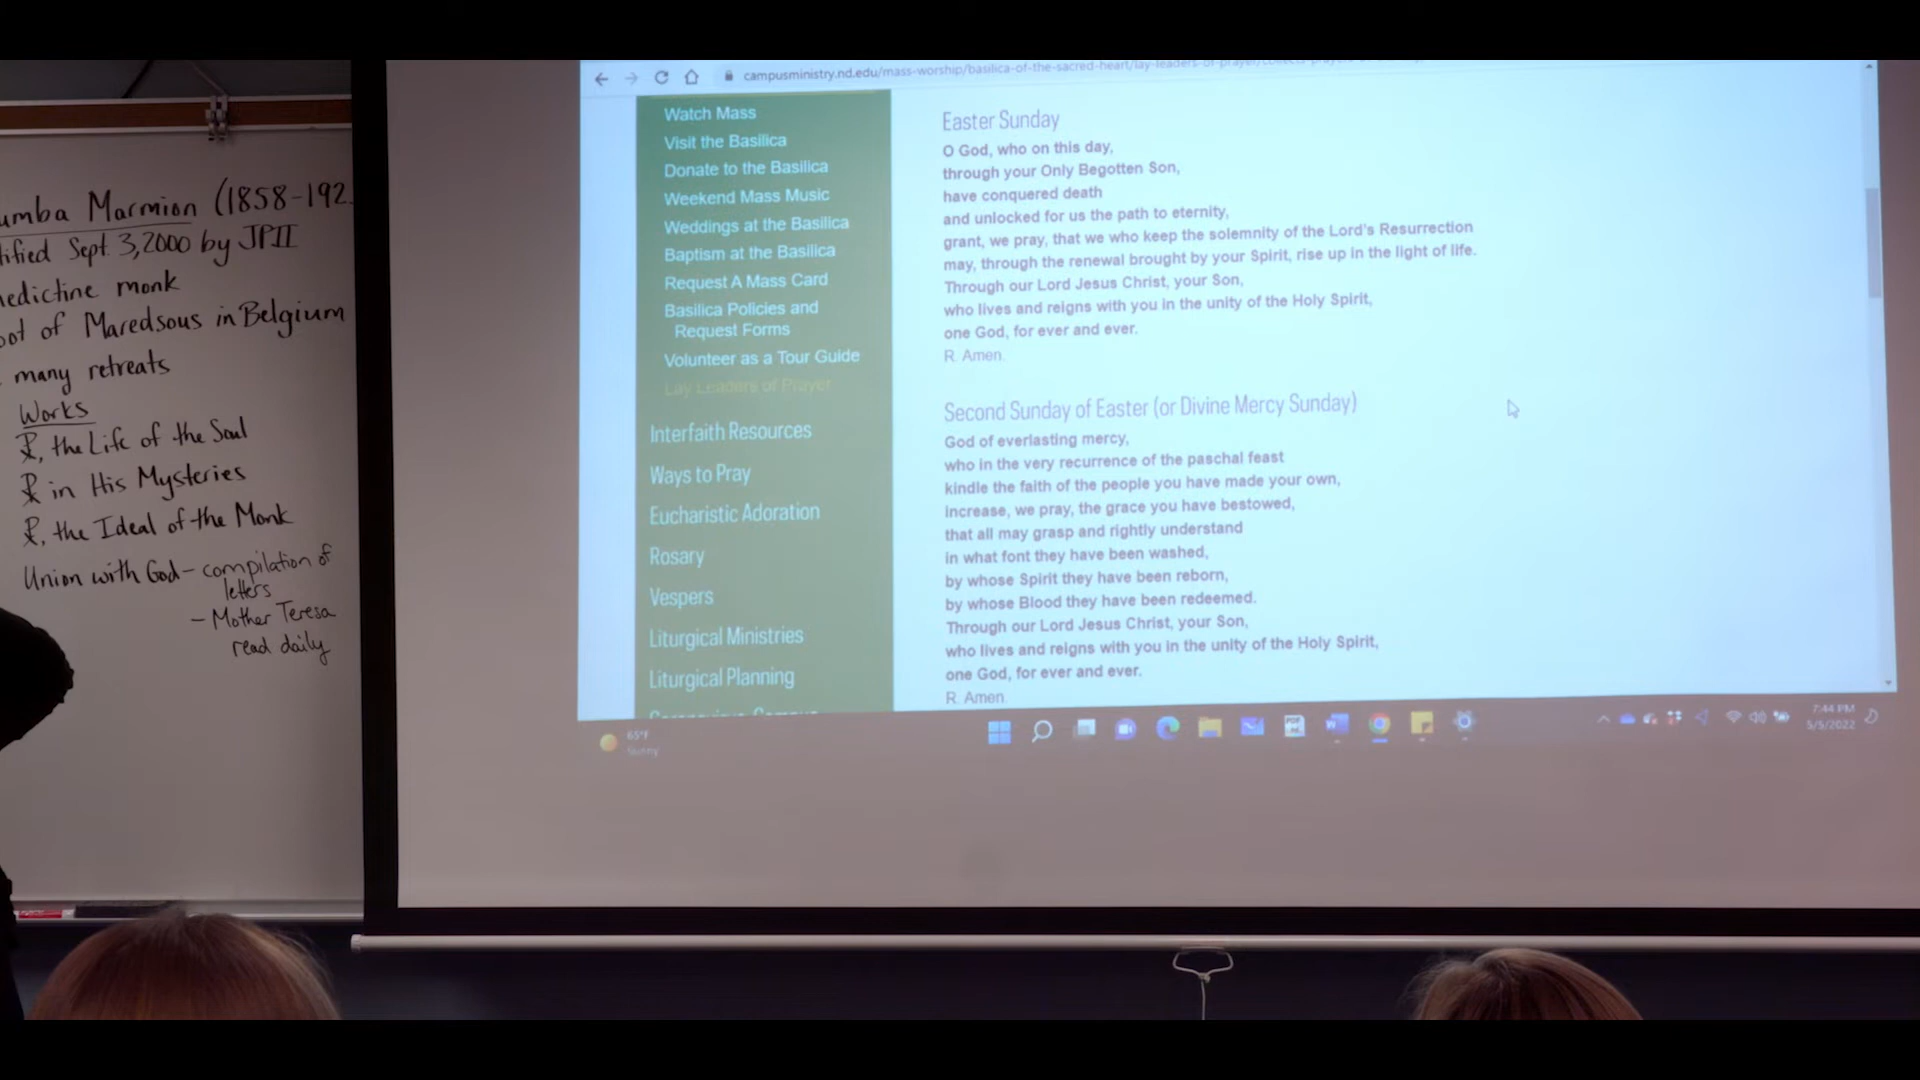 umba Marmion (1858-192
tified Sept. 3, 2000 by JPII
nedictine monk
oot of Maredsous in Belgium
many retreats
Works
☧, the Life of the Soul
☧ in His Mysteries
☧, the Ideal of the Monk
Union with God - compilation of
letters
- Mother Teresa
read daily
campusministry.nd.edu/mass-worship/basilica-of-the-sacred-heart/lay-leaders-of-prayer/
Watch Mass
Visit the Basilica
Donate to the Basilica
Weekend Mass Music
Weddings at the Basilica
Baptism at the Basilica
Request A Mass Card
Basilica Policies and
Request Forms
Volunteer as a Tour Guide
Lay Leaders of Prayer
Interfaith Resources
Ways to Pray
Eucharistic Adoration
Rosary
Vespers
Liturgical Ministries
Liturgical Planning
Easter Sunday
O God, who on this day,
through your Only Begotten Son,
have conquered death
and unlocked for us the path to eternity,
grant, we pray, that we who keep the solemnity of the Lord's Resurrection
may, through the renewal brought by your Spirit, rise up in the light of life.
Through our Lord Jesus Christ, your Son,
who lives and reigns with you in the unity of the Holy Spirit,
one God, for ever and ever.
R. Amen.
Second Sunday of Easter (or Divine Mercy Sunday)
God of everlasting mercy,
who in the very recurrence of the paschal feast
kindle the faith of the people you have made your own,
increase, we pray, the grace you have bestowed,
that all may grasp and rightly understand
in what font they have been washed,
by whose Spirit they have been reborn,
by whose Blood they have been redeemed.
Through our Lord Jesus Christ, your Son,
who lives and reigns with you in the unity of the Holy Spirit,
one God, for ever and ever.
R. Amen.
65°F
Sunny
7:44 PM
5/5/2022